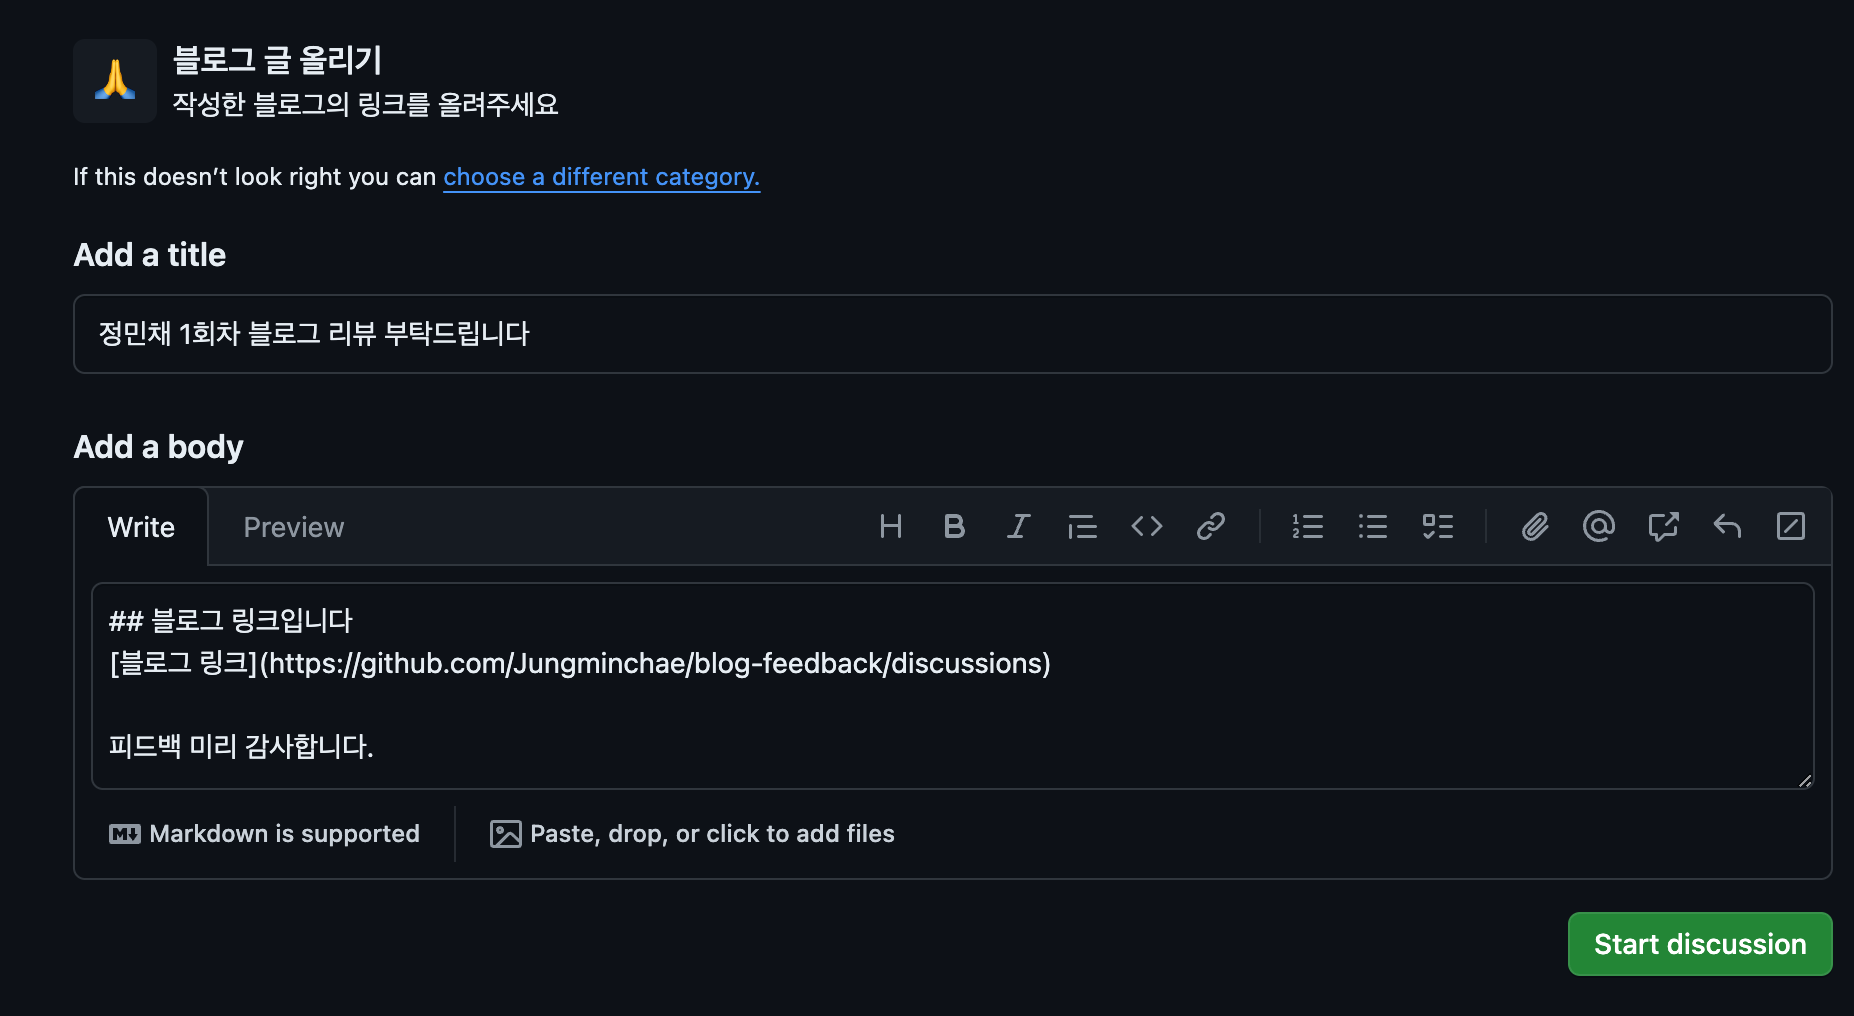 블로그 글 올리기
작성한 블로그의 링크를 올려주세요
If this doesn’t look right you can choose a different category.
Add a title
정민채 1회차 블로그 리뷰 부탁드립니다
Add a body
Write Preview
## 블로그 링크입니다
[블로그 링크](https://github.com/Jungminchae/blog-feedback/discussions)
피드백 미리 감사합니다.
Markdown is supported
Paste, drop, or click to add files
Start discussion